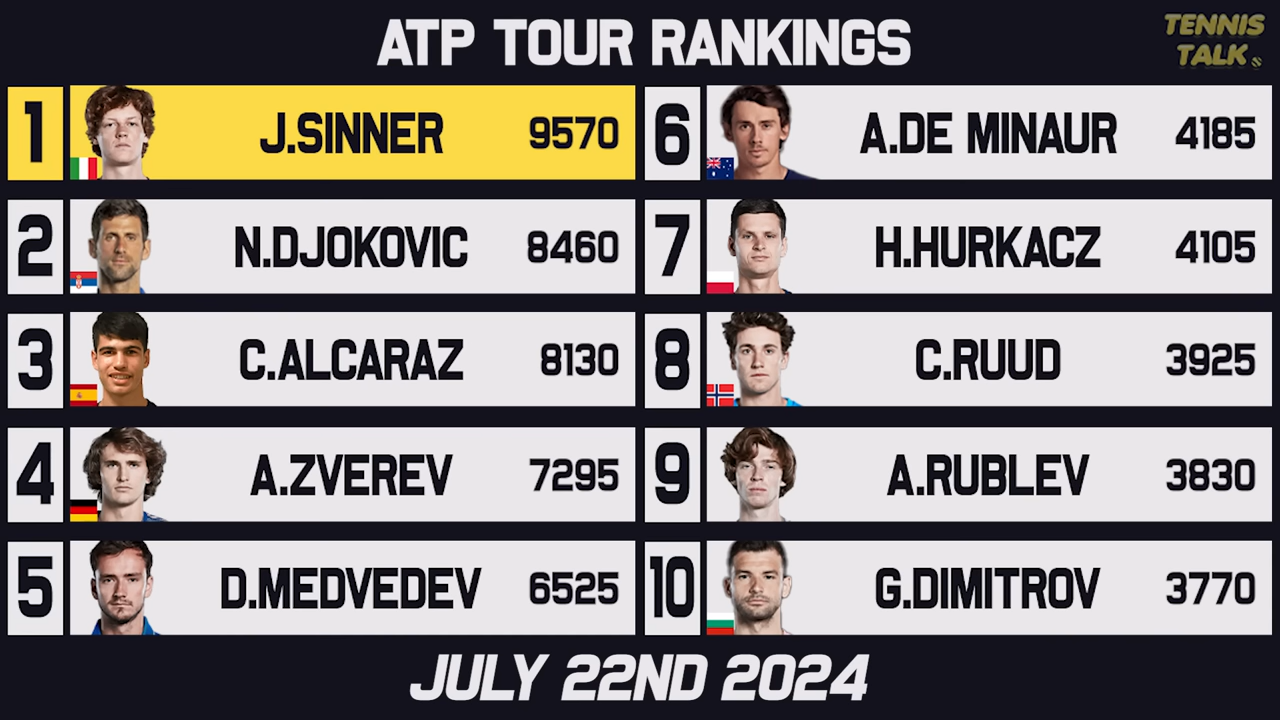 ATP TOUR RANKINGS
TENNIS
TALK.
1 J.SINNER 9570
2 N.DJOKOVIC 8460
3 C.ALCARAZ 8130
4 A.ZVEREV 7295
5 D.MEDVEDEV 6525
6 A.DE MINAUR 4185
7 H.HURKACZ 4105
8 C.RUUD 3925
9 A.RUBLEV 3830
10 G.DIMITROV 3770
JULY 22ND 2024